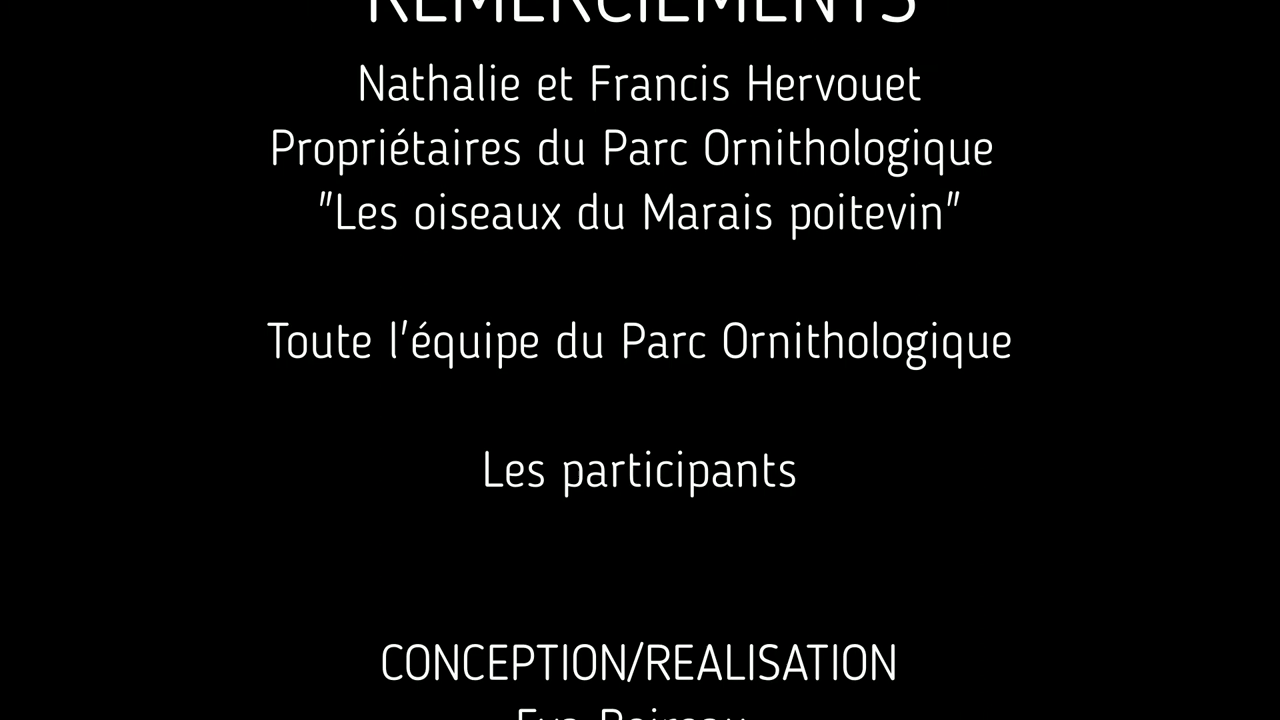 REMERCIEMENTS
Nathalie et Francis Hervouet
Propriétaires du Parc Ornithologique
"Les oiseaux du Marais poitevin"
Toute l'équipe du Parc Ornithologique
Les participants
CONCEPTION/REALISATION